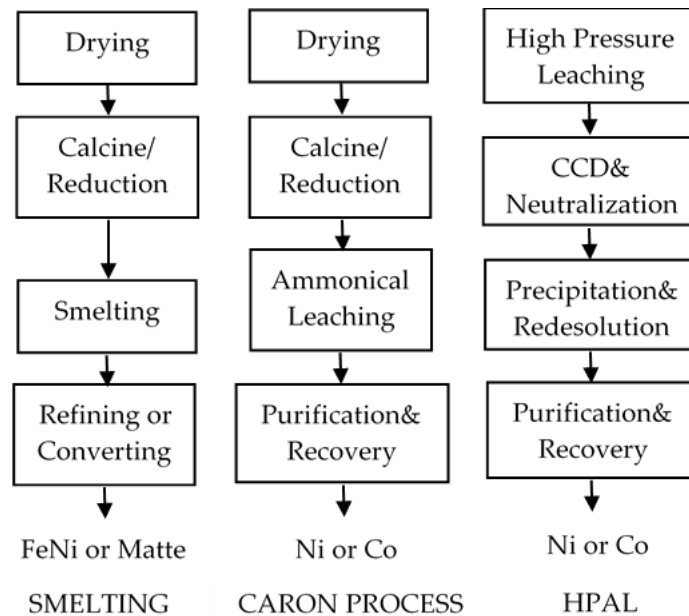 Drying
Calcine/
Reduction
Smelting
Refining or
Converting
FeNi or Matte
SMELTING
Drying
Calcine/
Reduction
Ammonical
Leaching
Purification&
Recovery
Ni or Co
CARON PROCESS
High Pressure
Leaching
CCD&
Neutralization
Precipitation&
Redesolution
Purification&
Recovery
Ni or Co
HPAL